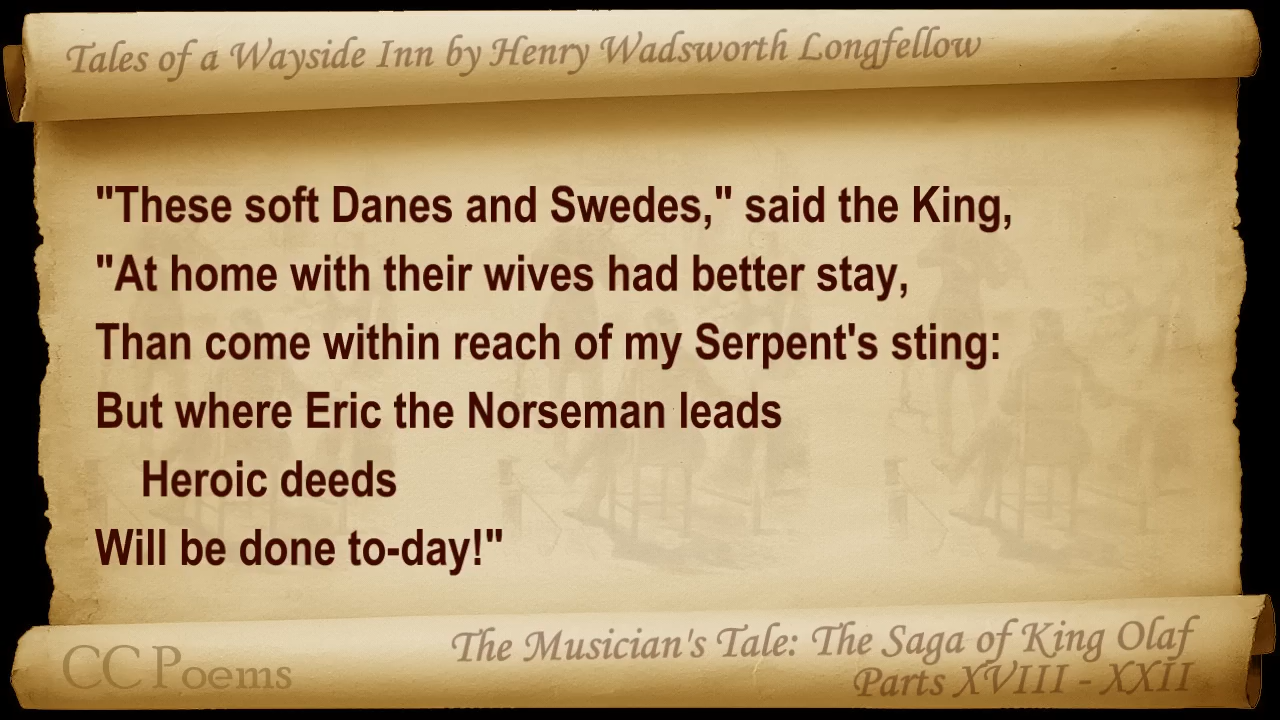 Tales of a Wayside Inn by Henry Wadsworth Longfellow
"These soft Danes and Swedes," said the King,
"At home with their wives had better stay,
Than come within reach of my Serpent's sting:
But where Eric the Norseman leads
Heroic deeds
Will be done to-day!"
The Musician's Tale: The Saga of King Olaf
Parts XVIII - XXII
CC Poems